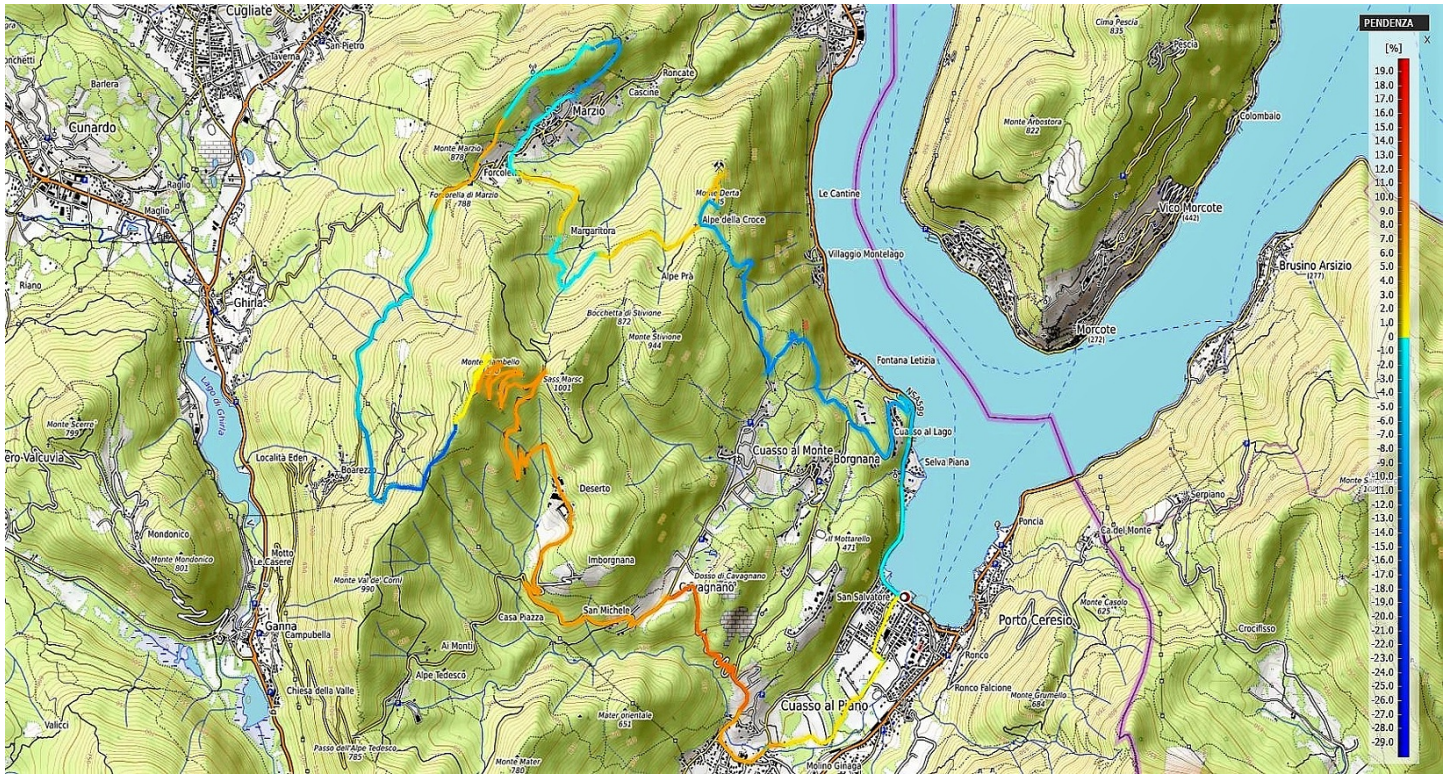 Cugliate
San Pietro
Taverna
Barlera
Cunardo
Raglio
Maglio
SS233
Riano
Ghirla
Lago di Ghirla
Monte Scerre
799
ero-Valcuvia
Località Eden
Boarezzo
Mondonico
Monte Mondonico
801
Motto
Le Casere
Ganna
Campubella
Chiesa della Valle
Valicci
Passo dell'Alpe Tedesco
785
Monte Val de' Corni
990
Ai Monti
Alpe Tedesco
Roncate
Cascine
Marzio
Monte Marzio
878
Forcorella di Marzio
788
Margaritora
Alpe della Croce
Alpe Prà
Bocchetta di Stivione
872
Monte Stivione
944
Sass Marsc
1001
Deserto
Imborgnana
San Michele
Casa Piazza
Cavagnano
Dosso di Cavagnano
Mater orientale
651
Monte Mater
780
Cuasso al Monte
Borgnana
Cuasso al Lago
Selva Piana
Fontana Letizia
Villaggio Montelago
Le Cantine
471
San Salvatore
Cuasso al Piano
Molino Ginaga
Porto Ceresio
Ronco
Ronco Falcione
Monte Grumello
684
Monte Casolo
625
Crocifisso
Poncia
Ca del Monte
Serpiano
Brusino Arsizio
(277)
Morcote
(272)
Vico Morcote
(442)
Colombaio
Monte Arbostora
822
Cima Pescia
835
Pescia
PENDENZA
X
[%]
19.0
18.0
17.0
16.0
15.0
14.0
13.0
12.0
11.0
10.0
9.0
8.0
7.0
6.0
5.0
4.0
3.0
1.0
-1.0
-2.0
-3.0
-4.0
-5.0
-6.0
-7.0
-8.0
-9.0
-10.0
-11.0
-12.0
-13.0
-14.0
-15.0
-16.0
-17.0
-18.0
-19.0
-20.0
-21.0
-22.0
-23.0
-24.0
-25.0
-26.0
-27.0
-28.0
-29.0